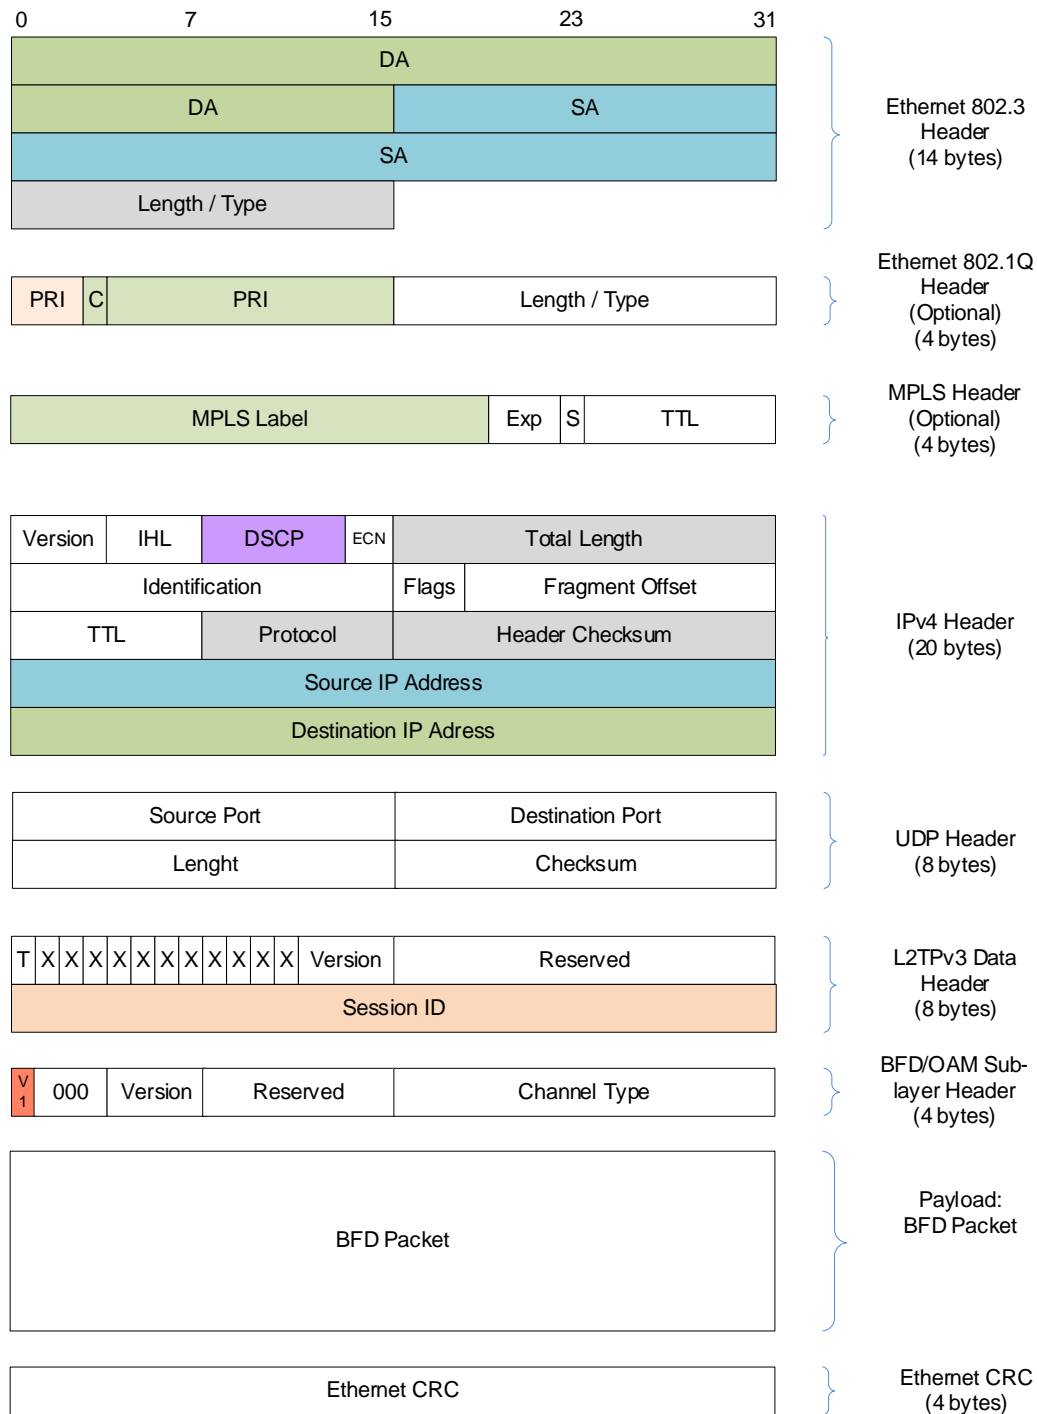 0 7 15 23 31
DA
DA SA
SA
Length / Type
Ethernet 802.3
Header
(14 bytes)
PRI C PRI Length / Type
Ethernet 802.1Q
Header
(Optional)
(4 bytes)
MPLS Label Exp S TTL
MPLS Header
(Optional)
(4 bytes)
Version IHL DSCP ECN Total Length
Identification Flags Fragment Offset
TTL Protocol Header Checksum
Source IP Address
Destination IP Adress
IPv4 Header
(20 bytes)
Source Port Destination Port
Lenght Checksum
UDP Header
(8 bytes)
T X X X X X X X X X X X Version Reserved
Session ID
L2TPv3 Data
Header
(8 bytes)
V
1 000 Version Reserved Channel Type
BFD/OAM Sub-
layer Header
(4 bytes)
BFD Packet
Payload:
BFD Packet
Ethernet CRC
Ethernet CRC
(4 bytes)